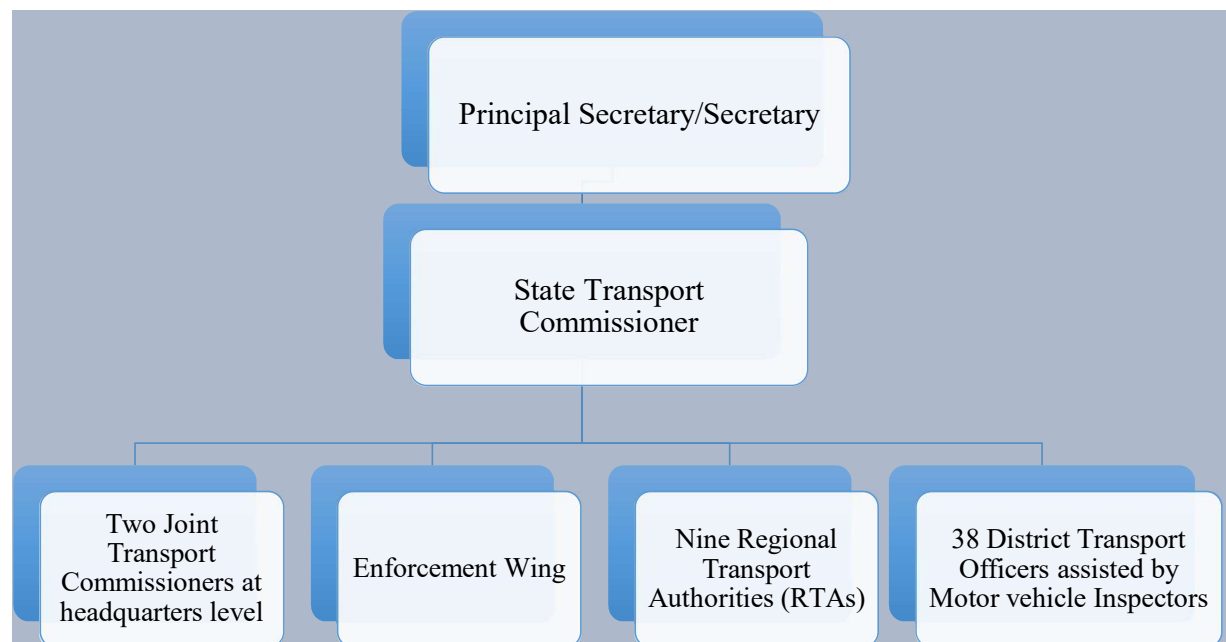 Principal Secretary/Secretary
State Transport
Commissioner
Two Joint
Transport
Commissioners at
headquarters level
Enforcement Wing
Nine Regional
Transport
Authorities (RTAs)
38 District Transport
Officers assisted by
Motor vehicle Inspectors